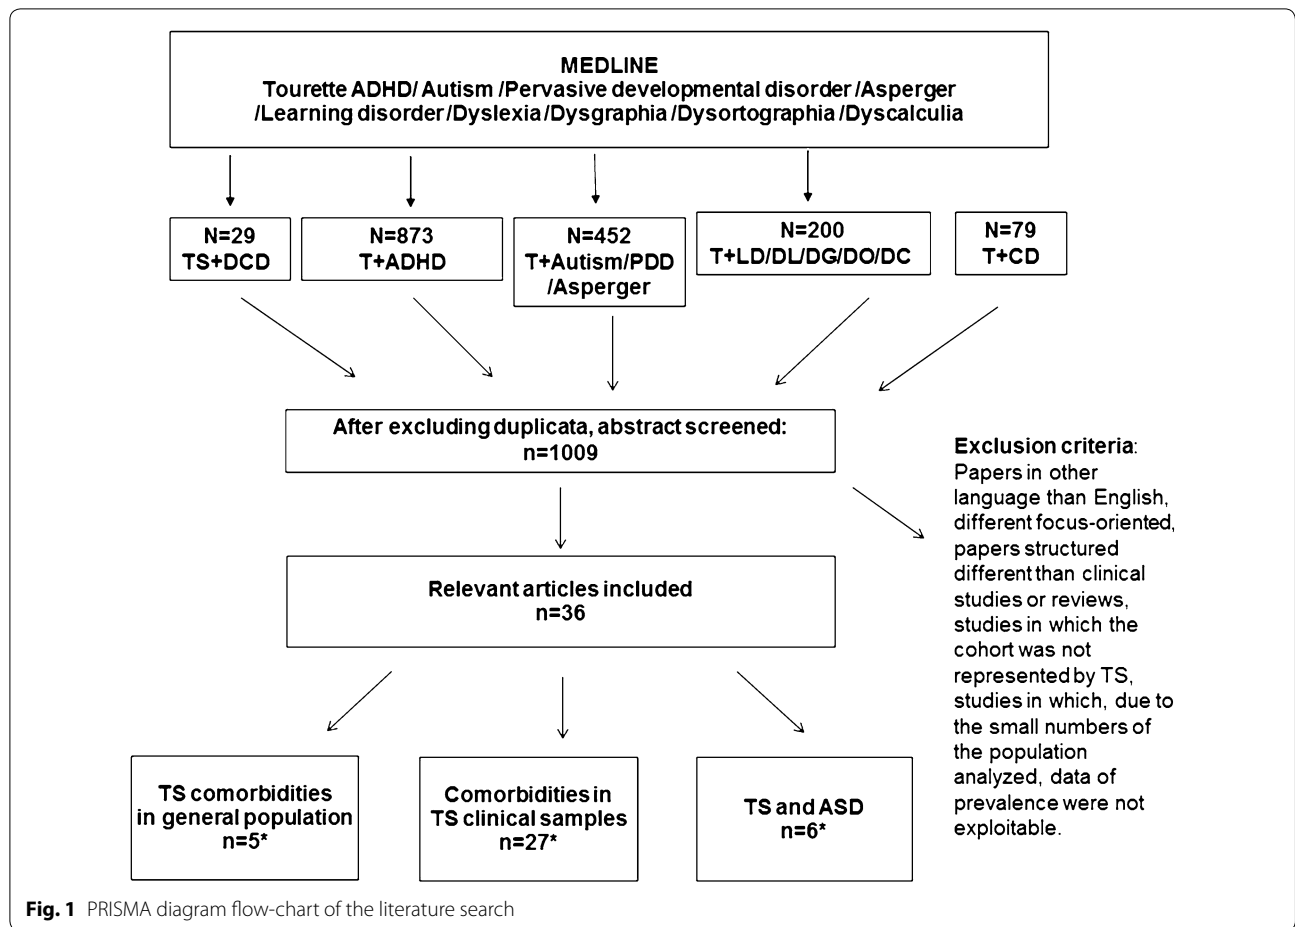 MEDLINE
Tourette ADHD/ Autism /Pervasive developmental disorder /Asperger
/Learning disorder /Dyslexia /Dysgraphia /Dysortographia /Dyscalculia
N=29
TS+DCD
N=873
T+ADHD
N=452
T+Autism/PDD
/Asperger
N=200
T+LD/DL/DG/DO/DC
N=79
T+CD
After excluding duplicata, abstract screened:
n=1009
Exclusion criteria:
Papers in other
language than English,
different focus-oriented,
papers structured
different than clinical
studies or reviews,
studies in which the
cohort was not
represented by TS,
studies in which, due to
the small numbers of
the population
analyzed, data of
prevalence were not
exploitable.
Relevant articles included
n=36
TS comorbidities
in general population
n=5*
Comorbidities in
TS clinical samples
n=27*
TS and ASD
n=6*
Fig. 1 PRISMA diagram flow-chart of the literature search